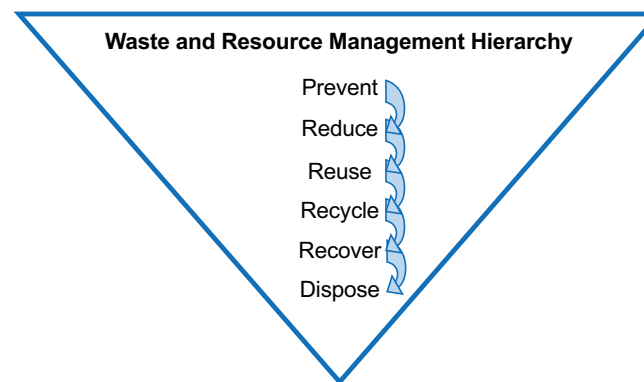 Waste and Resource Management Hierarchy
Prevent
Reduce
Reuse
Recycle
Recover
Dispose